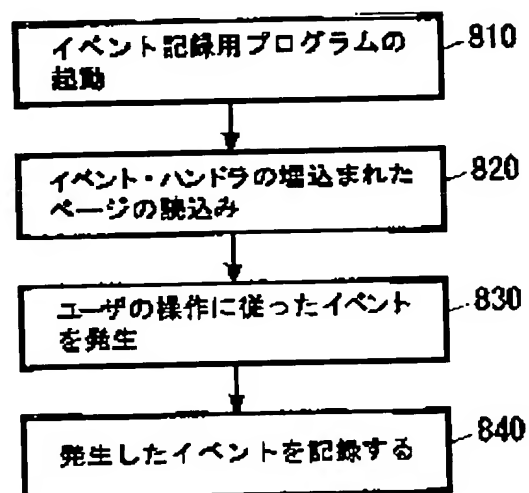 イベント記録用プログラムの
起動
810
イベント・ハンドラの埋込まれた
ページの読込み
820
ユーザの操作に従ったイベント
を発生
830
発生したイベントを記録する
840